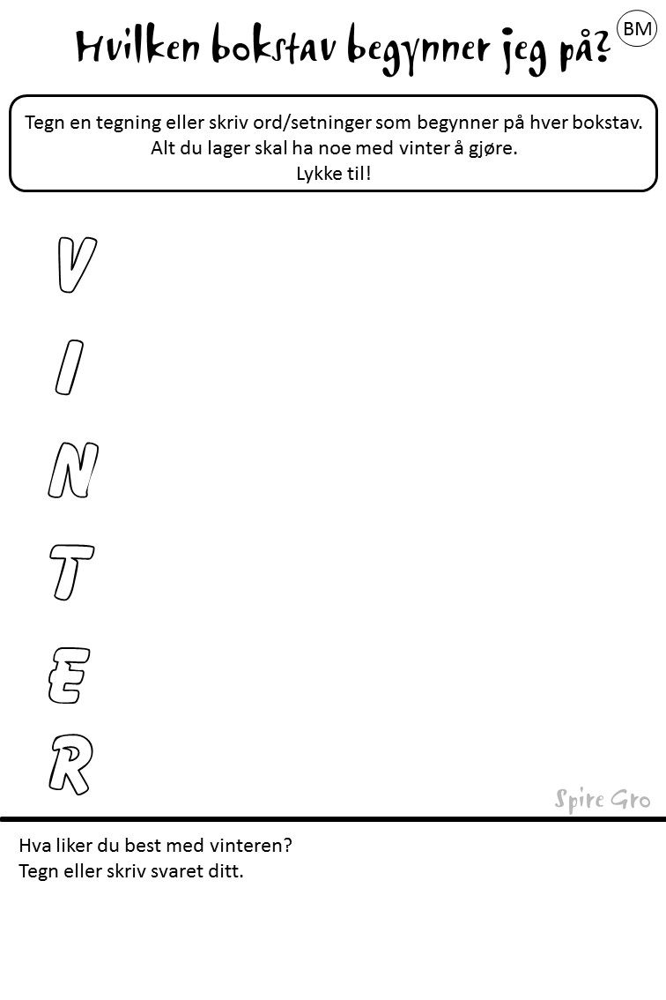 Hvilken bokstav begynner jeg på?
BM
Tegn en tegning eller skriv ord/setninger som begynner på hver bokstav.
Alt du lager skal ha noe med vinter å gjøre.
Lykke til!
V
I
N
T
E
R
Spire Gro
Hva liker du best med vinteren?
Tegn eller skriv svaret ditt.